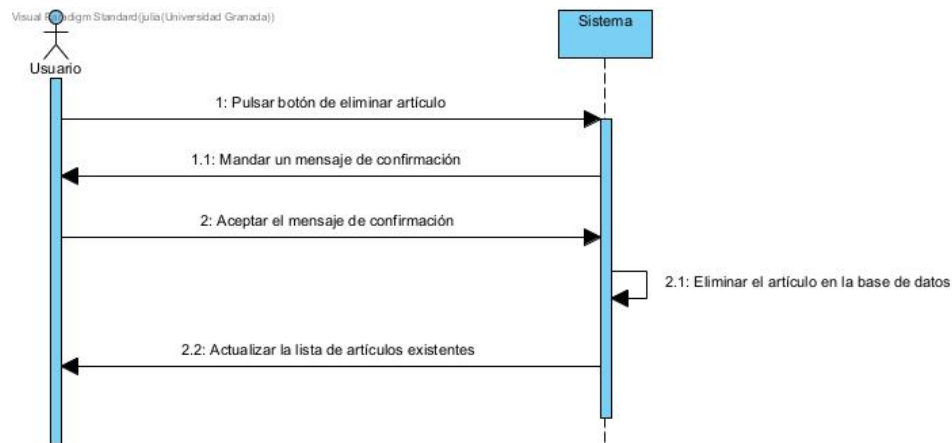 Visual Paradigm Standard(julia(Universidad Granada))
Sistema
Usuario
1: Pulsar botón de eliminar artículo
1.1: Mandar un mensaje de confirmación
2: Aceptar el mensaje de confirmación
2.1: Eliminar el artículo en la base de datos
2.2: Actualizar la lista de artículos existentes